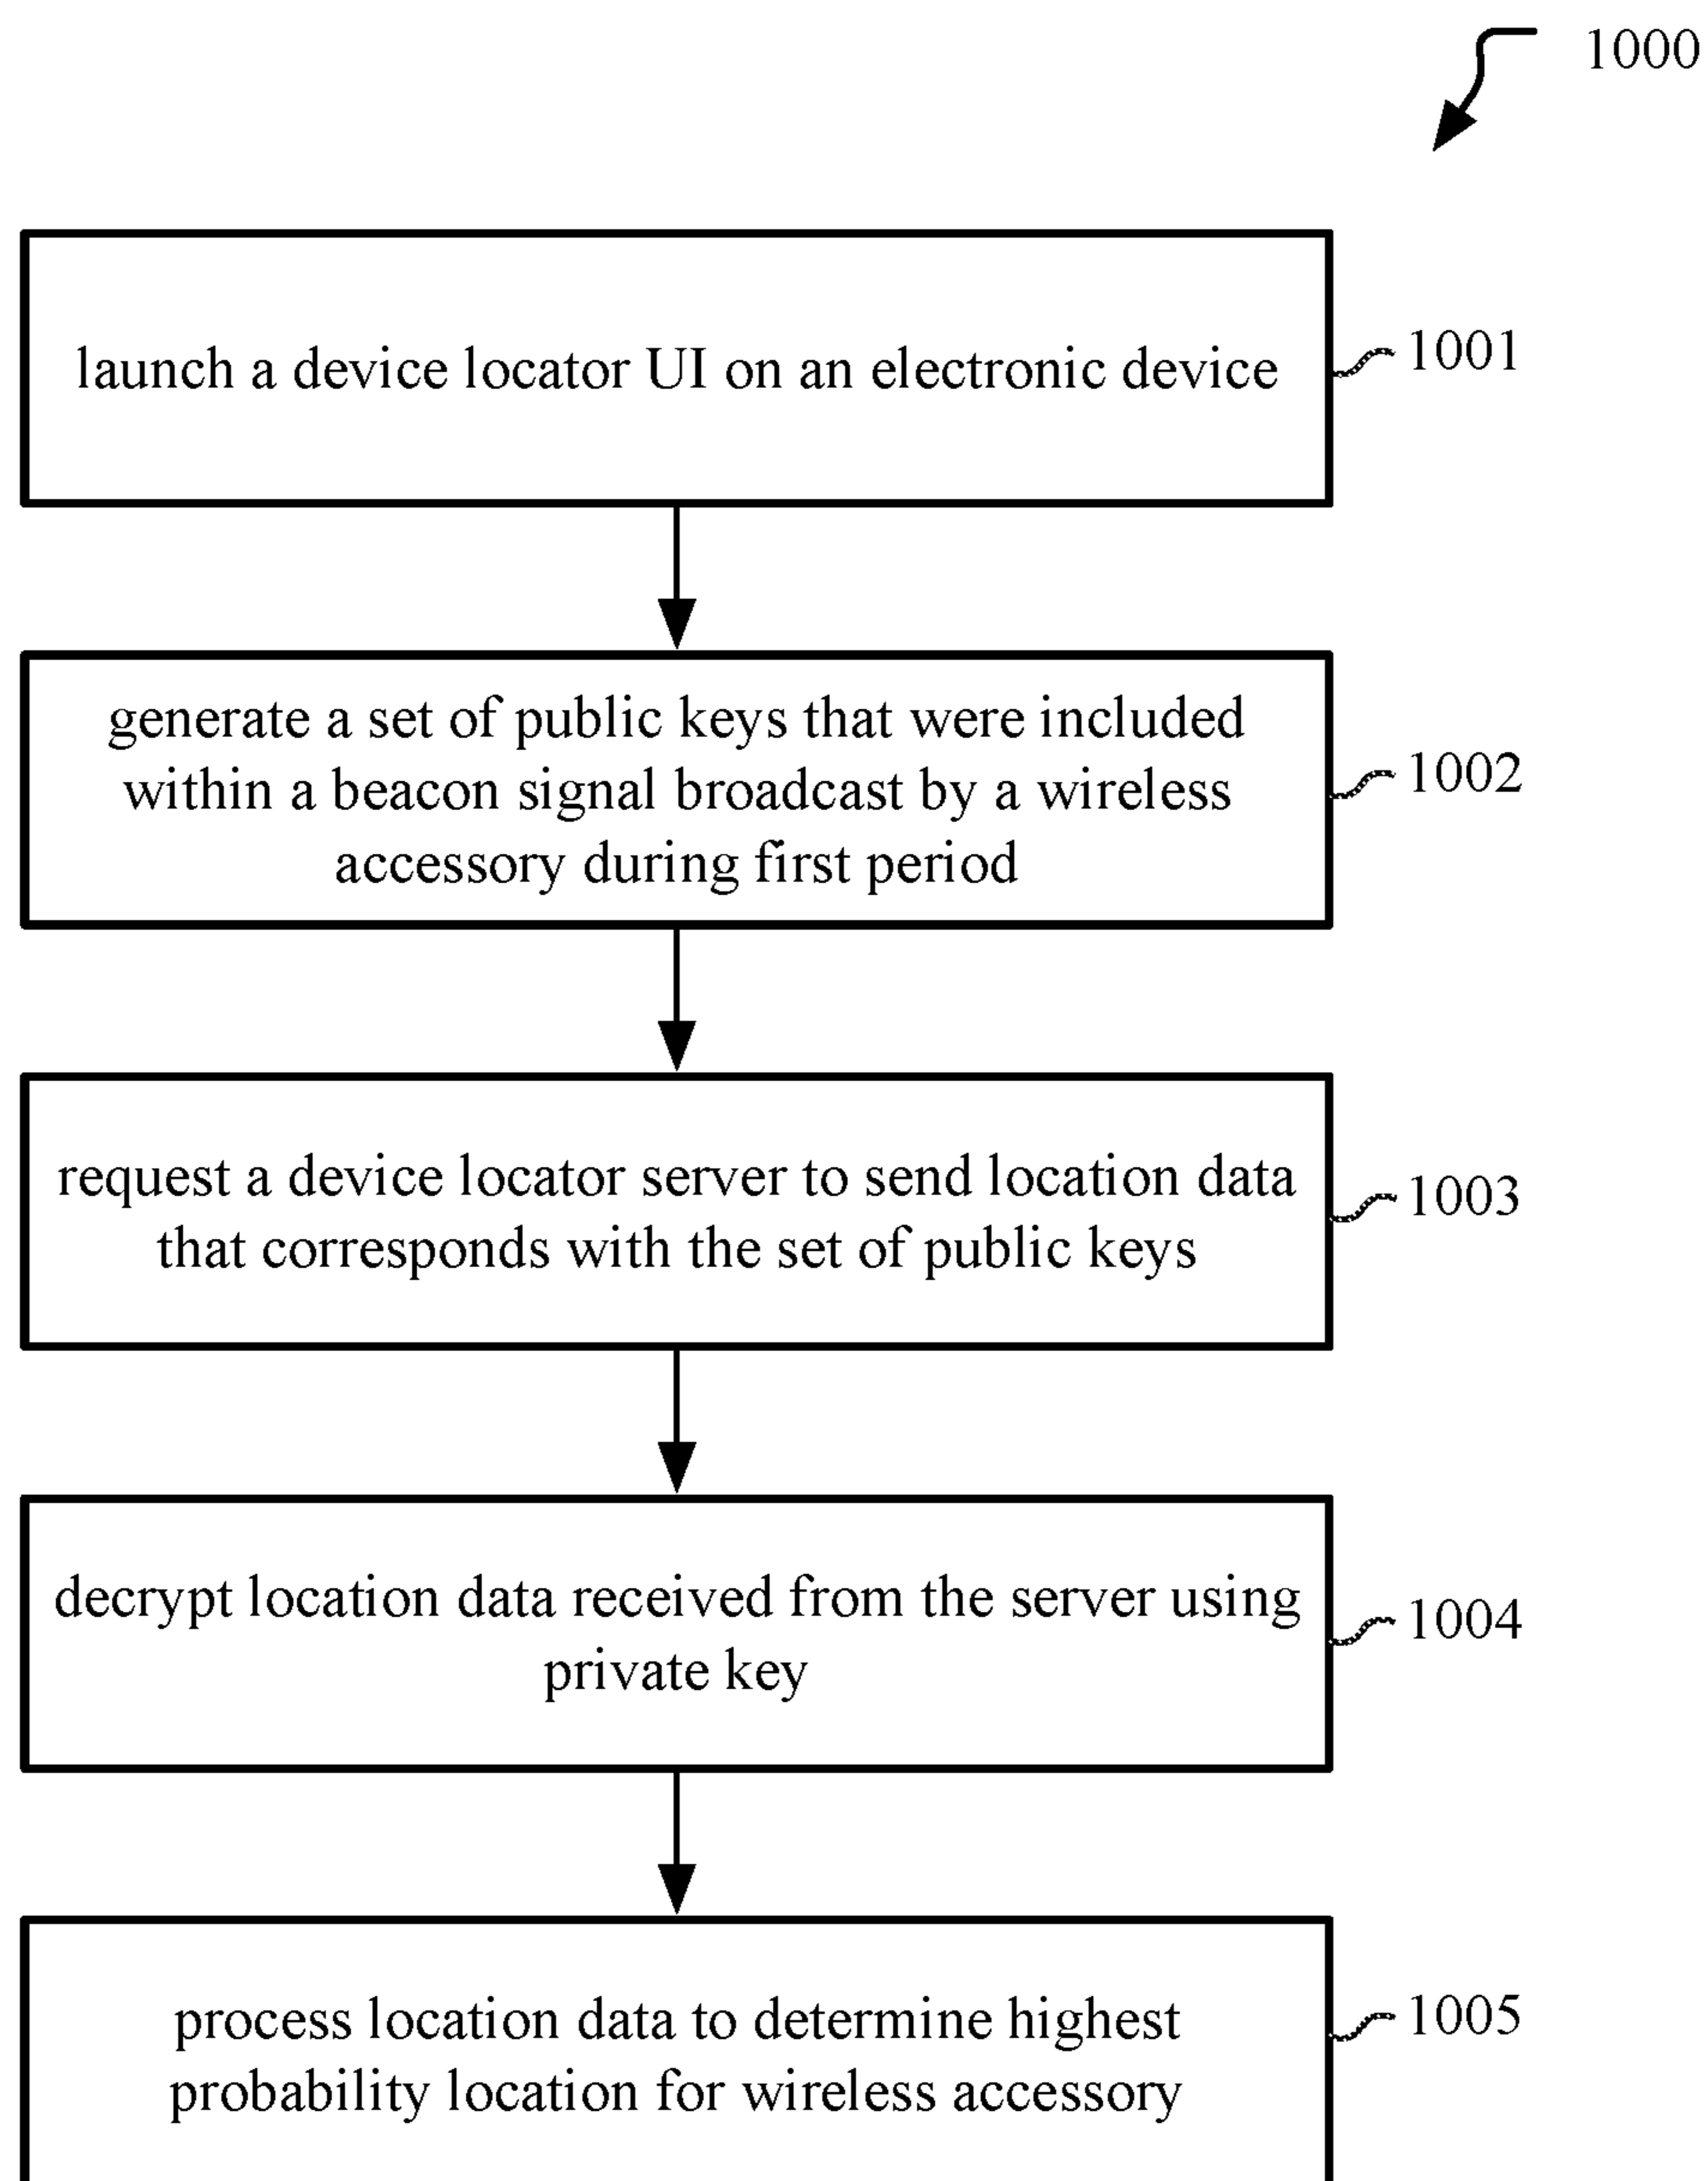 1000
launch a device locator UI on an electronic device
1001
generate a set of public keys that were included
within a beacon signal broadcast by a wireless
accessory during first period
1002
request a device locator server to send location data
that corresponds with the set of public keys
1003
decrypt location data received from the server using
private key
1004
process location data to determine highest
probability location for wireless accessory
1005